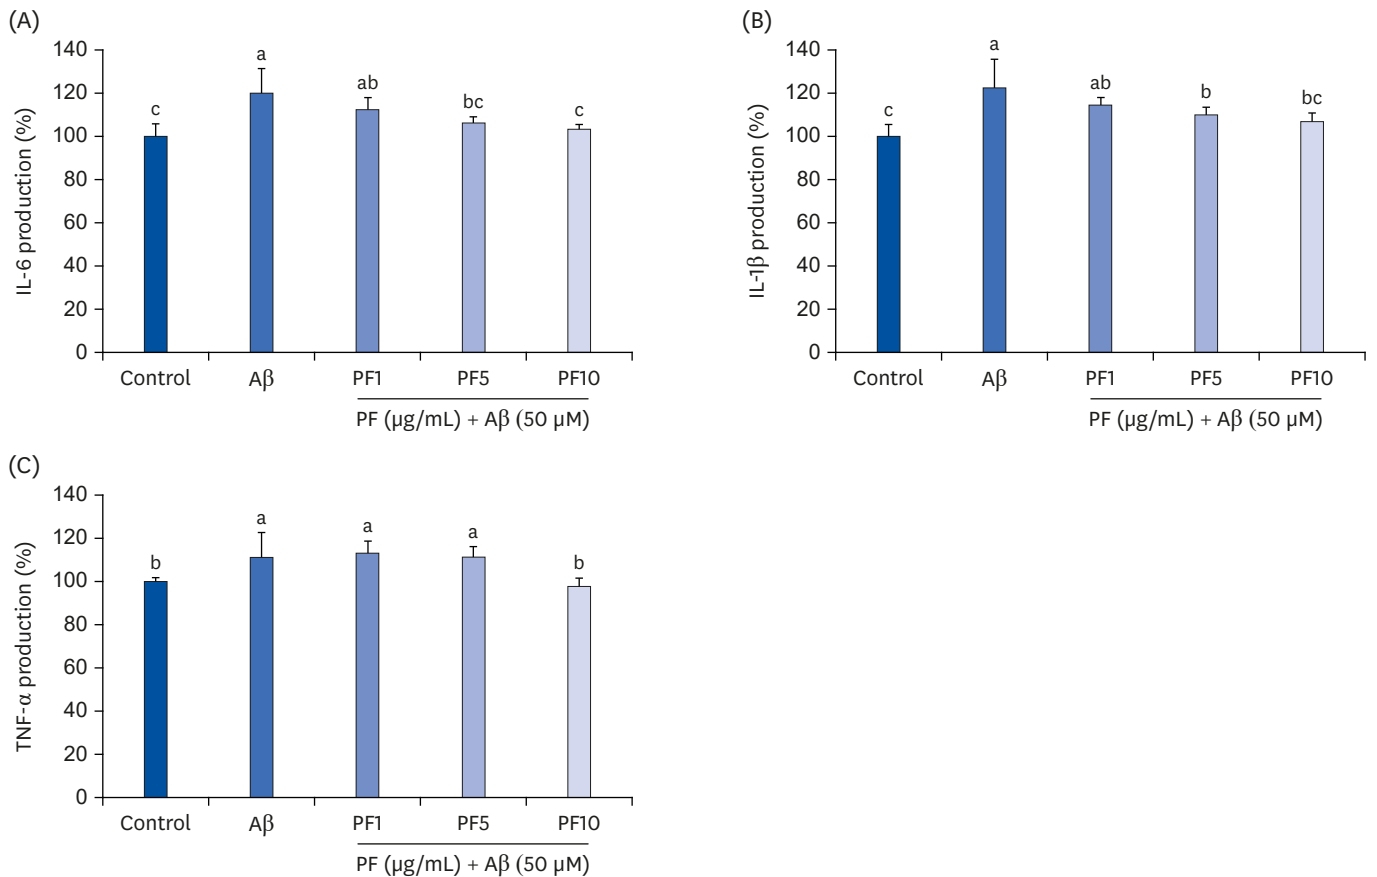 (A)
140
120
100
80
60
40
20
0
IL-6 production (%)
c
a
ab
bc
c
Control Aβ PF1 PF5 PF10
PF (µg/mL) + Aβ (50 µM)
(B)
140
120
100
80
60
40
20
0
IL-1β production (%)
c
a
ab
b
bc
Control Aβ PF1 PF5 PF10
PF (µg/mL) + Aβ (50 µM)
(C)
140
120
100
80
60
40
20
0
TNF-α production (%)
b
a
a
a
b
Control Aβ PF1 PF5 PF10
PF (µg/mL) + Aβ (50 µM)